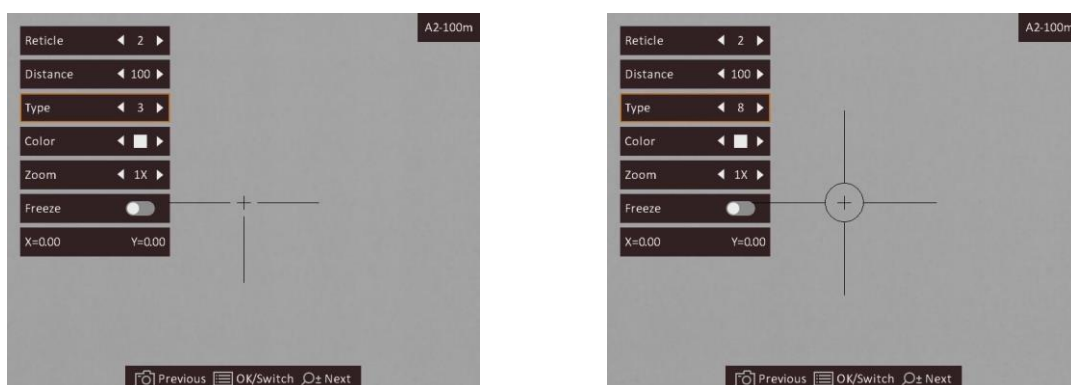 A2-100m
Reticle 2
Distance 100
Type 3
Color
Zoom 1X
Freeze
X=0.00 Y=0.00
Previous OK/Switch ± Next
A2-100m
Reticle 2
Distance 100
Type 8
Color
Zoom 1X
Freeze
X=0.00 Y=0.00
Previous OK/Switch ± Next